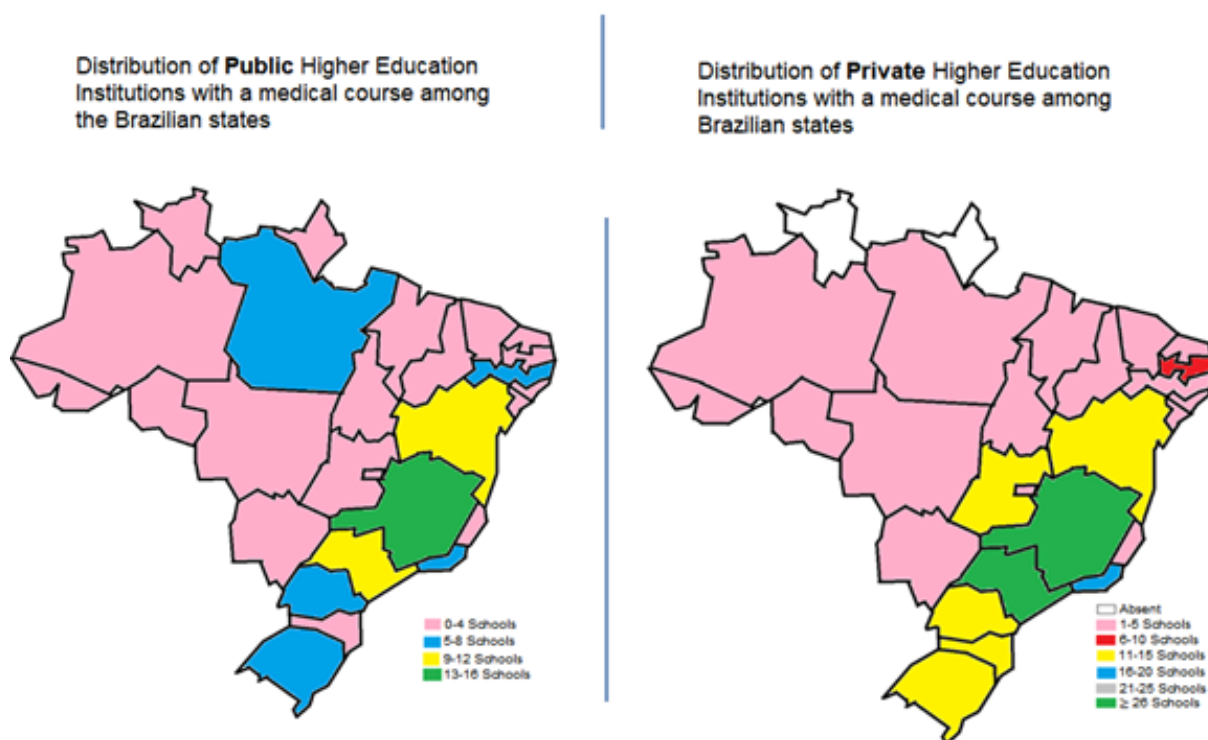 Distribution of Public Higher Education
Institutions with a medical course among
the Brazilian states
Distribution of Private Higher Education
Institutions with a medical course among
Brazilian states
0-4 Schools
5-8 Schools
9-12 Schools
13-16 Schools
Absent
1-5 Schools
6-10 Schools
11-15 Schools
16-20 Schools
21-25 Schools
≥ 26 Schools